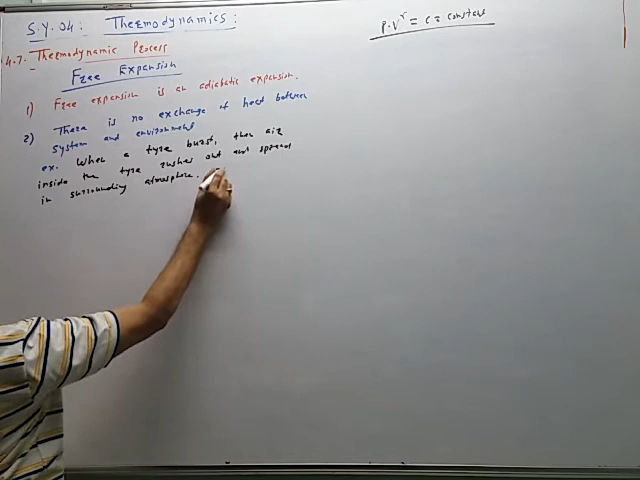 S.Y. 04: Thermodynamics:
P.V^r = c = constant
4.7. Thermodynamic Process
Free Expansion
1) Free expansion is an adiabatic expansion.
2) There is no exchange of heat between
system and environment
ex. When a tyre burst, then air
inside the tyre rushes out and spread
in surrounding atmosphere.